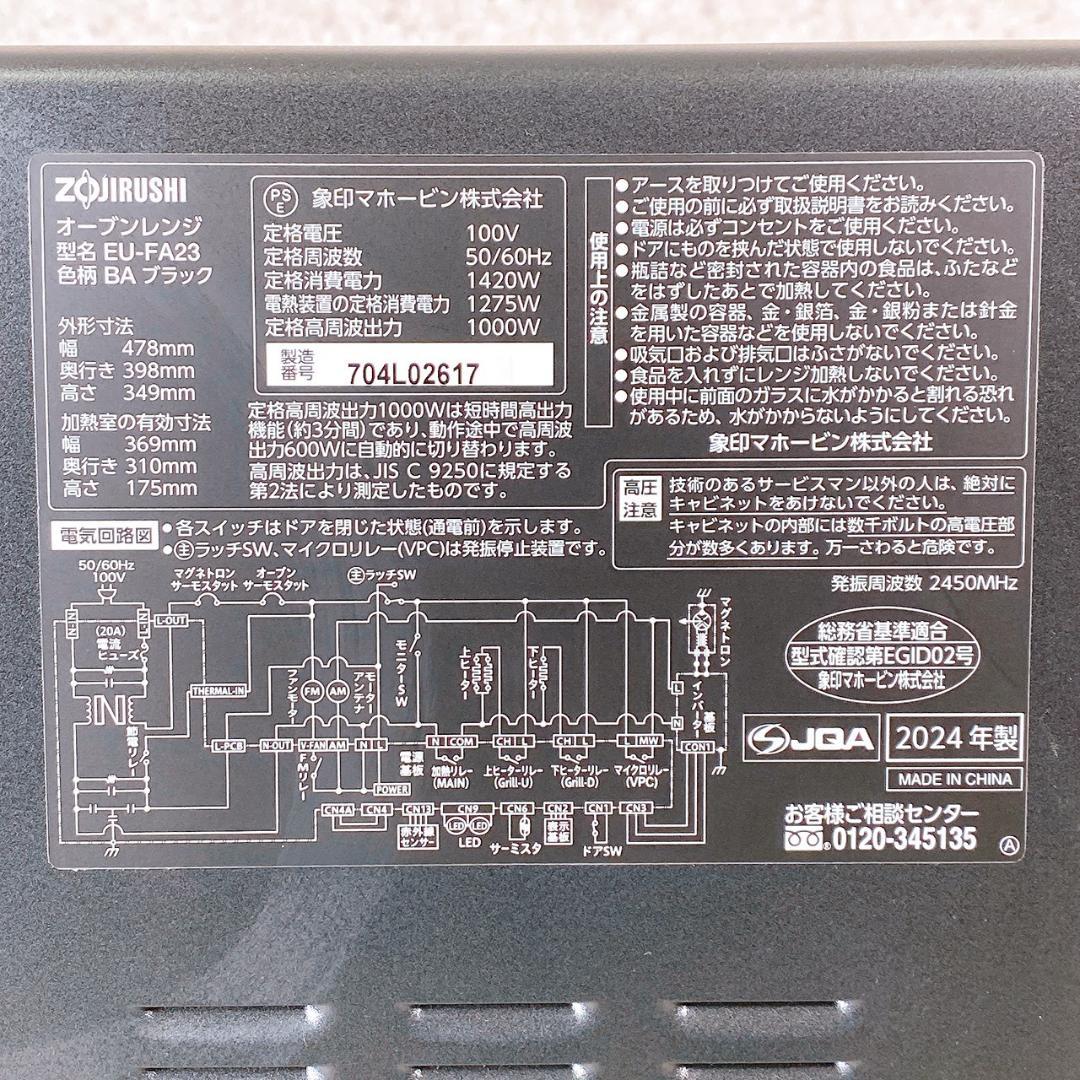 ZOJIRUSHI
オーブンレンジ
型名 EU-FA23
色柄 BA ブラック
外形寸法
幅 478mm
奥行き 398mm
高さ 349mm
加熱室の有効寸法
幅 369mm
奥行き 310mm
高さ 175mm
PSE 象印マホービン株式会社
定格電圧 100V
定格周波数 50/60Hz
定格消費電力 1420W
電熱装置の定格消費電力 1275W
定格高周波出力 1000W
製造番号 704L02617
定格高周波出力1000Wは短時間高出力
機能(約3分間)であり、動作途中で高周波
出力600Wに自動的に切り替わります。
高周波出力は、JIS C 9250に規定する
第2法により測定したものです。
使用上の注意
●アースを取りつけてご使用ください。
●ご使用の前に必ず取扱説明書をお読みください。
●電源は必ずコンセントをご使用ください。
●ドアにものを挟んだ状態で使用しないでください。
●瓶詰など密封された容器内の食品は、ふたなど
をはずしたあとで加熱してください。
●金属製の容器、金・銀箔、金・銀粉または針金
を用いた容器などを使用しないでください。
●吸気口および排気口はふさがないでください。
●食品を入れずにレンジ加熱しないでください。
●使用中に前面のガラスに水がかかると割れる恐れ
があるため、水がかからないようにしてください。
象印マホービン株式会社
高圧注意
技術のあるサービスマン以外の人は、絶対に
キャビネットをあけないでください。
キャビネットの内部には数千ボルトの高電圧部
分が数多くあります。万一さわると危険です。
電気回路図
●各スイッチはドアを閉じた状態(通電前)を示します。
●㊟ラッチSW、マイクロリレー(VPC)は発振停止装置です。
50/60Hz
100V
マグネトロン
サーモスタット
オーブン
サーモスタット
主ラッチSW
N-IN
L-IN
L-OUT
(20A)
電流
ヒューズ
THERMAL-IN
節電リレー
ファンモーター
FM
AM
アンテナ
モーター
モニターSW
上ヒーター
下ヒーター
マグネトロン
インバーター
基板
L
N
L-PCB
N-OUT
V-FAN
AM
N
L
FMリレー
POWER
電源
基板
N
COM
加熱リレー
(MAIN)
CH
L
上ヒーターリレー
(Grill-U)
CH
L
下ヒーターリレー
(Grill-D)
L
MW
マイクロリレー
(VPC)
CON1
CN4A
CN4
CN13
CN9
CN6
CN2
CN1
CN3
赤外線
センサー
LED
LED
LED
サーミスタ
表示
基板
ドアSW
発振周波数 2450MHz
総務省基準適合
型式確認第EGID02号
象印マホービン株式会社
JQA
2024 年製
MADE IN CHINA
お客様ご相談センター
0120-345135
A